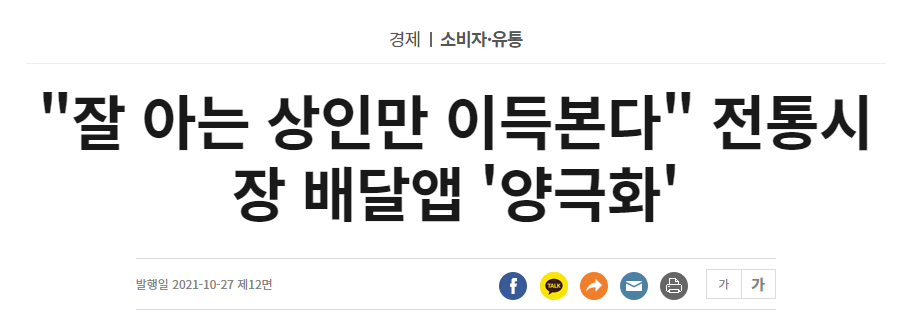 경제 | 소비자·유통
"잘 아는 상인만 이득본다" 전통시
장 배달앱 '양극화'
발행일 2021-10-27 제12면
f TALK 가 가